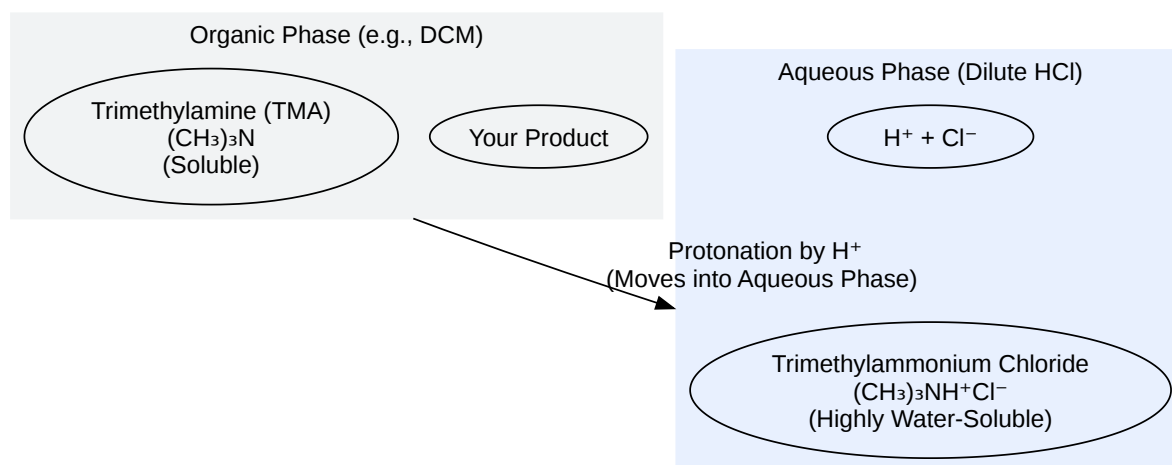 Organic Phase (e.g., DCM)
Trimethylamine (TMA)
(CH₃)₃N
(Soluble)
Your Product
Aqueous Phase (Dilute HCl)
H⁺ + Cl⁻
Protonation by H⁺
(Moves into Aqueous Phase)
Trimethylammonium Chloride
(CH₃)₃NH⁺Cl⁻
(Highly Water-Soluble)